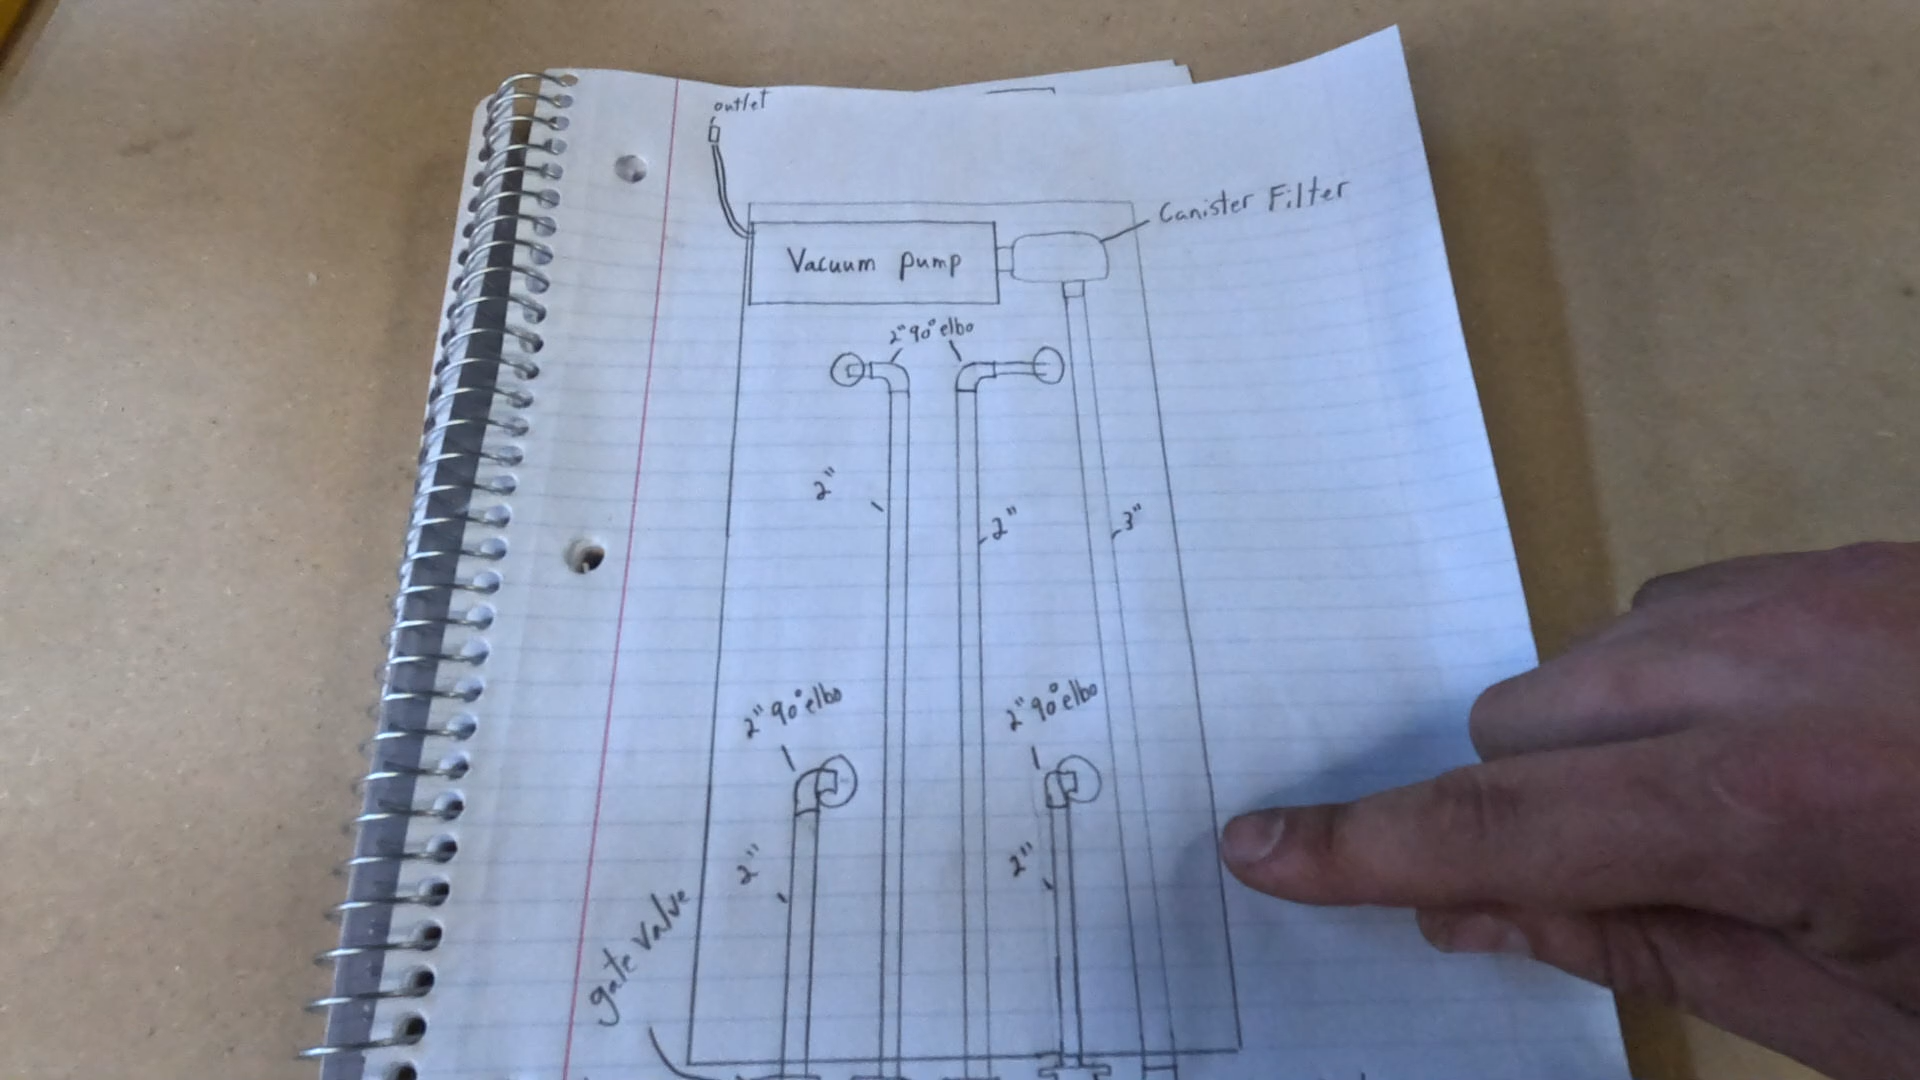 outlet
Canister Filter
Vacuum pump
2" 90° elbo
2"
2"
3"
2" 90° elbo
2" 90° elbo
2"
2"
gate valve